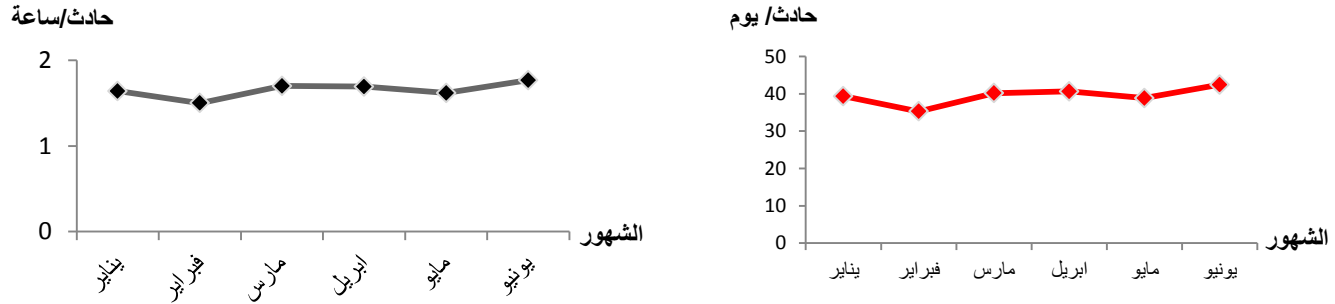 حادث/ساعة
2
1
0
يناير
فبراير
مارس
ابريل
مايو
يونيو
الشهور
حادث/ يوم
50
40
30
20
10
0
يناير
فبراير
مارس
ابريل
مايو
يونيو
الشهور